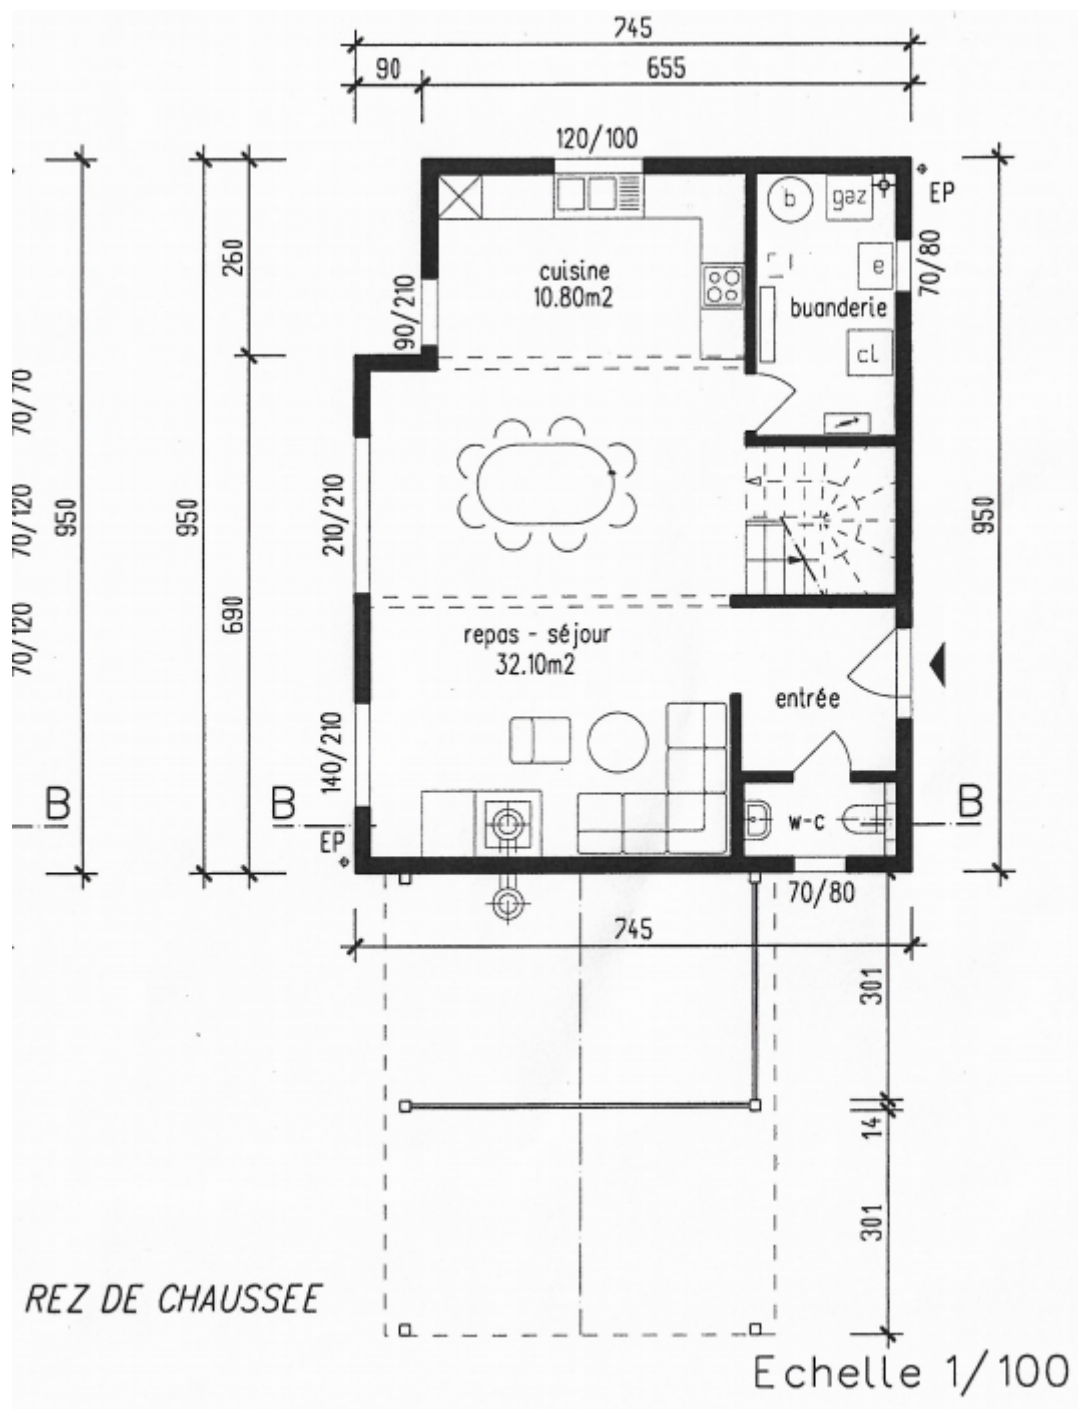 745
90
655
120/100
EP
b
gaz
70/80
e
260
cuisine
10.80m2
90/210
buanderie
cl
70/70
70/120
950
950
210/210
950
690
70/120
repas - séjour
32.10m2
entrée
140/210
B
B
w-c
B
EP
70/80
745
301
14
301
REZ DE CHAUSSEE
Echelle 1/100